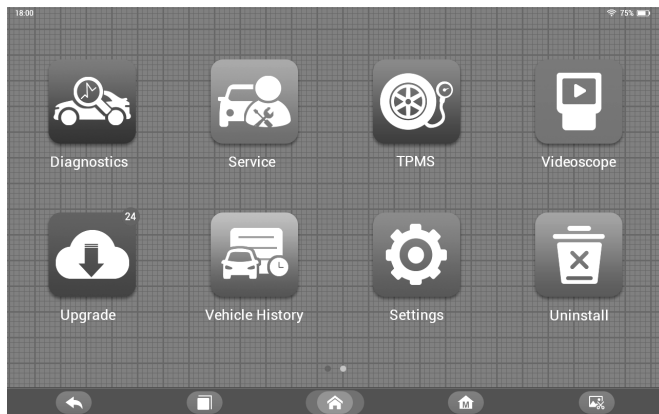 18:00 75%
Diagnostics Service TPMS Videoscope
24
Upgrade Vehicle History Settings Uninstall
M